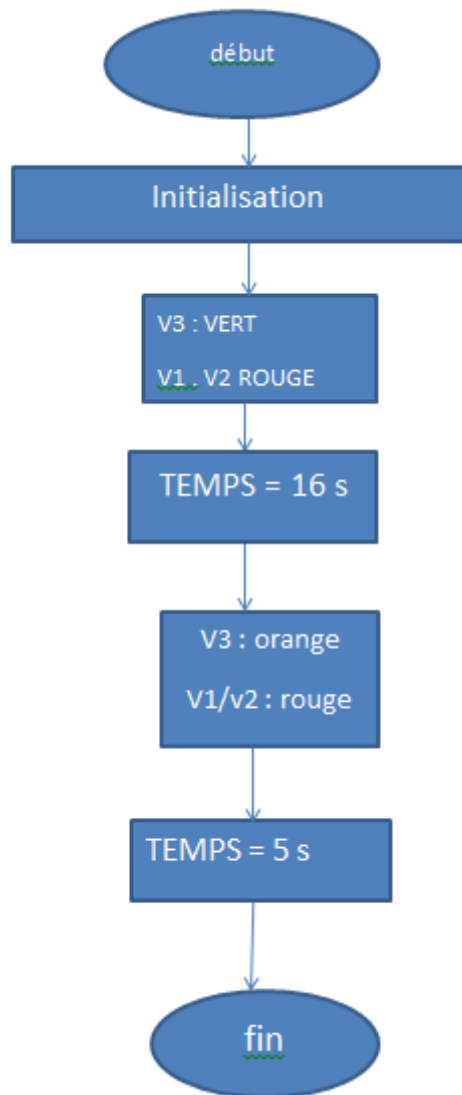 début
Initialisation
V3 : VERT
V1 . V2 ROUGE
TEMPS = 16 s
V3 : orange
V1/v2 : rouge
TEMPS = 5 s
fin